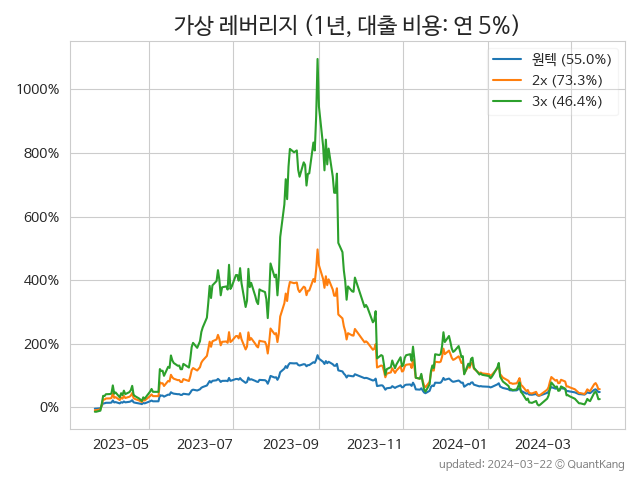 가상 레버리지 (1년, 대출 비용: 연 5%)
원텍 (55.0%)
2x (73.3%)
3x (46.4%)
1000%
800%
600%
400%
200%
0%
2023-05 2023-07 2023-09 2023-11 2024-01 2024-03
updated: 2024-03-22 © QuantKang